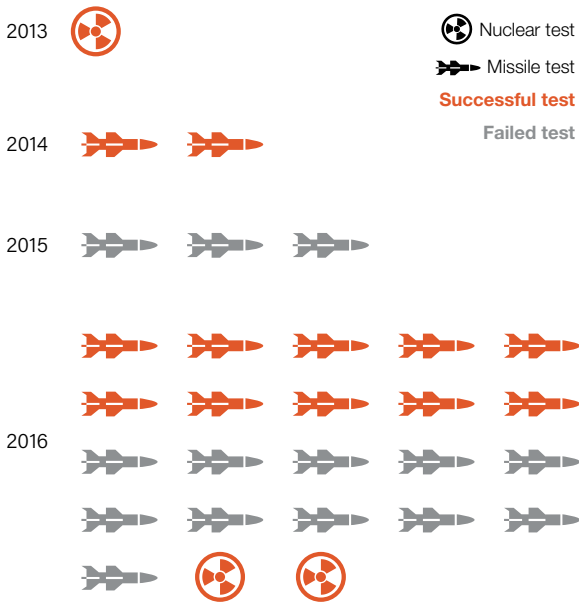 2013
Nuclear test
Missile test
Successful test
Failed test
2014
2015
2016